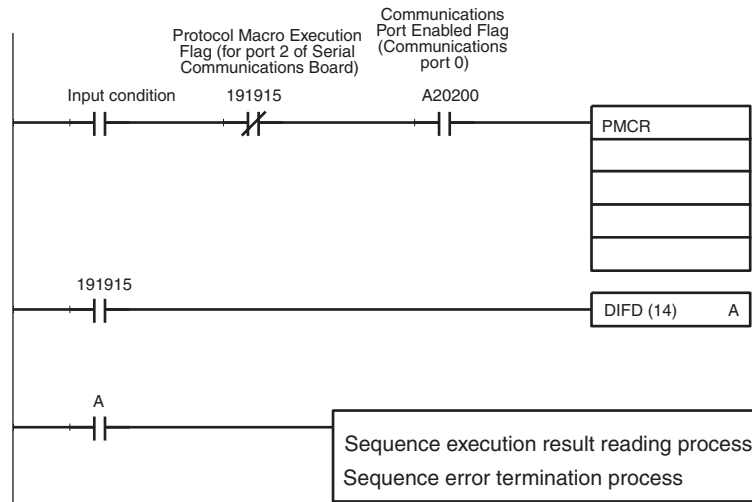 Communications
Port Enabled Flag
(Communications
port 0)
Protocol Macro Execution
Flag (for port 2 of Serial
Communications Board)
Input condition
191915
A20200
PMCR
191915
DIFD (14) A
A
Sequence execution result reading process
Sequence error termination process